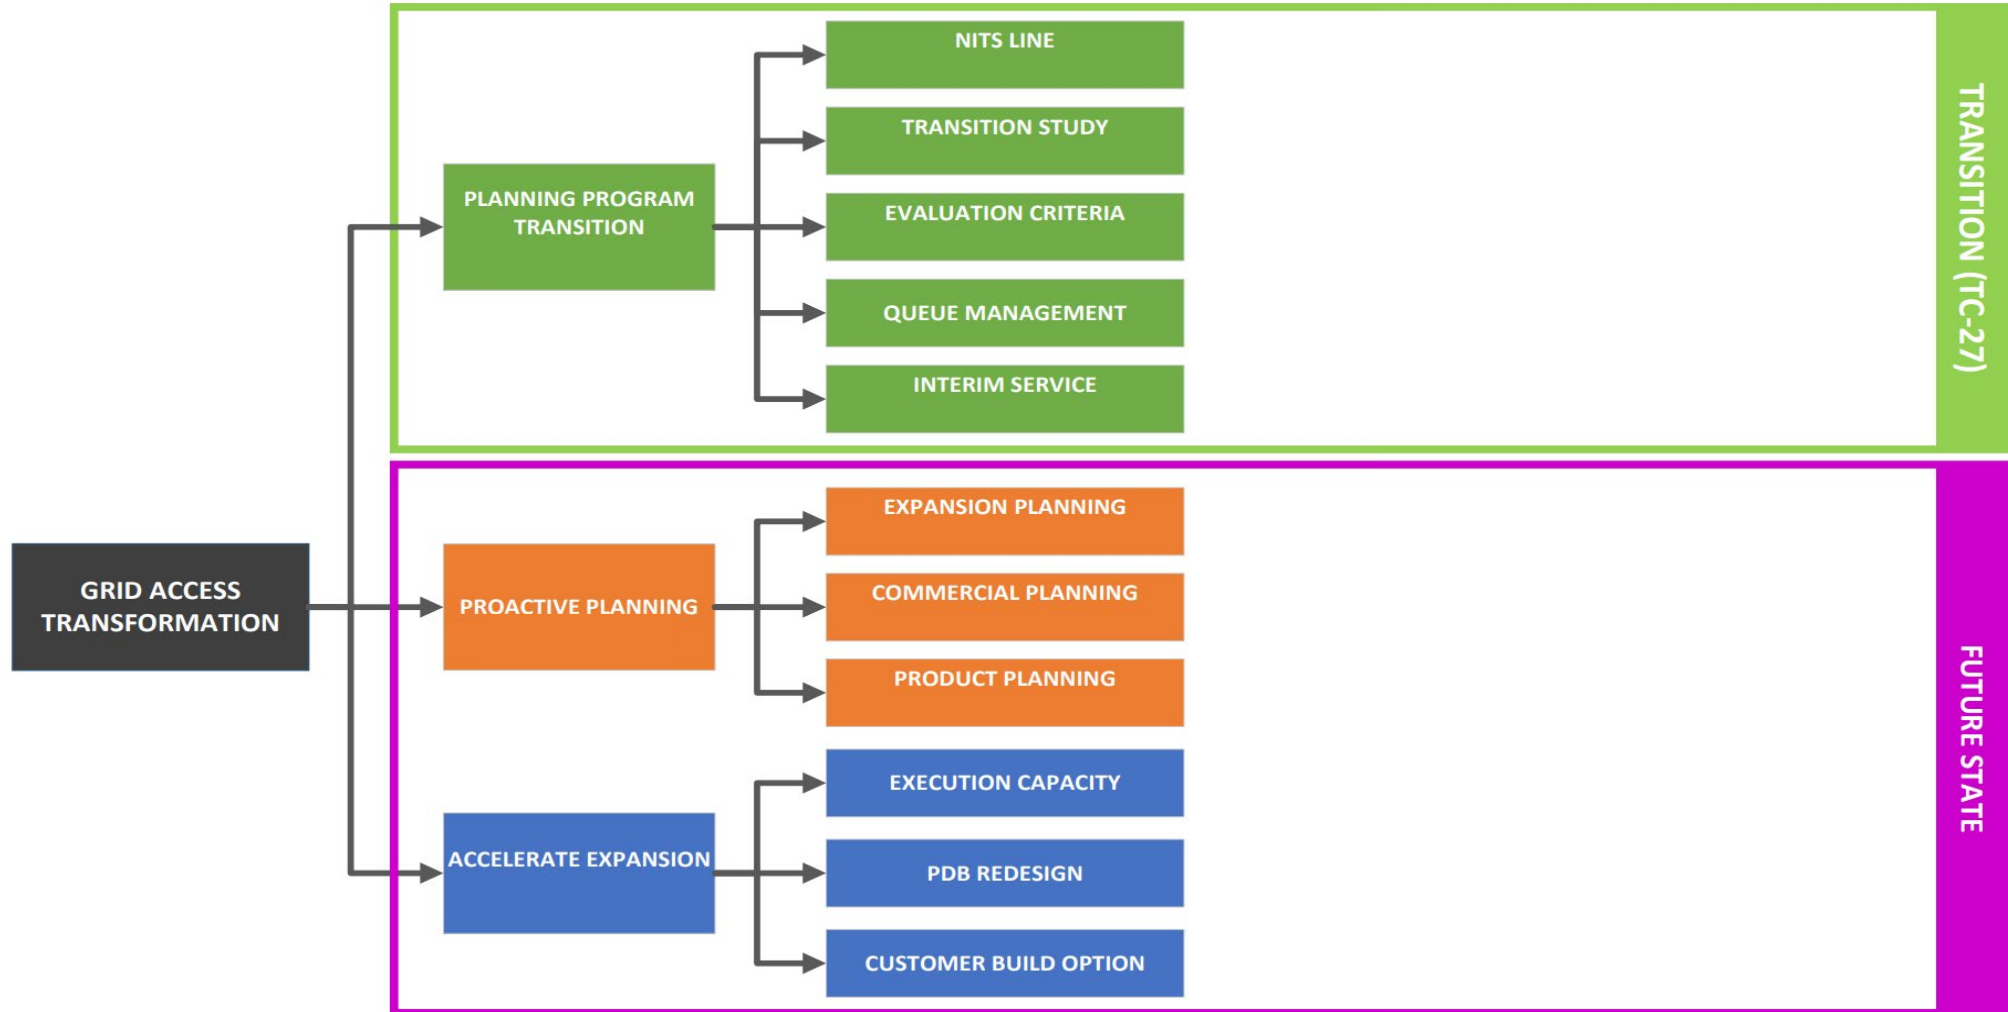 GRID ACCESS
TRANSFORMATION
PLANNING PROGRAM
TRANSITION
NITS LINE
TRANSITION STUDY
EVALUATION CRITERIA
QUEUE MANAGEMENT
INTERIM SERVICE
TRANSITION (TC-27)
PROACTIVE PLANNING
EXPANSION PLANNING
COMMERCIAL PLANNING
PRODUCT PLANNING
ACCELERATE EXPANSION
EXECUTION CAPACITY
PDB REDESIGN
CUSTOMER BUILD OPTION
FUTURE STATE